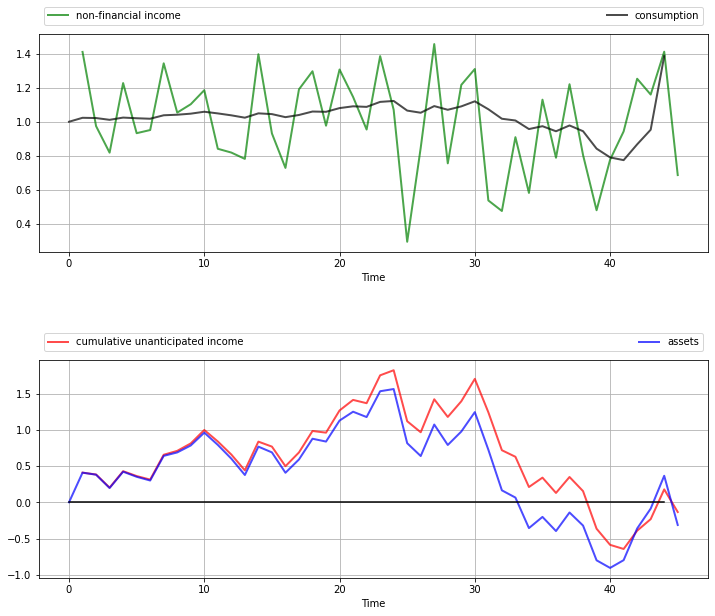 non-financial income consumption
1.4
1.2
1.0
0.8
0.6
0.4
0 10 20 30 40
Time
cumulative unanticipated income assets
1.5
1.0
0.5
0.0
−0.5
−1.0
0 10 20 30 40
Time